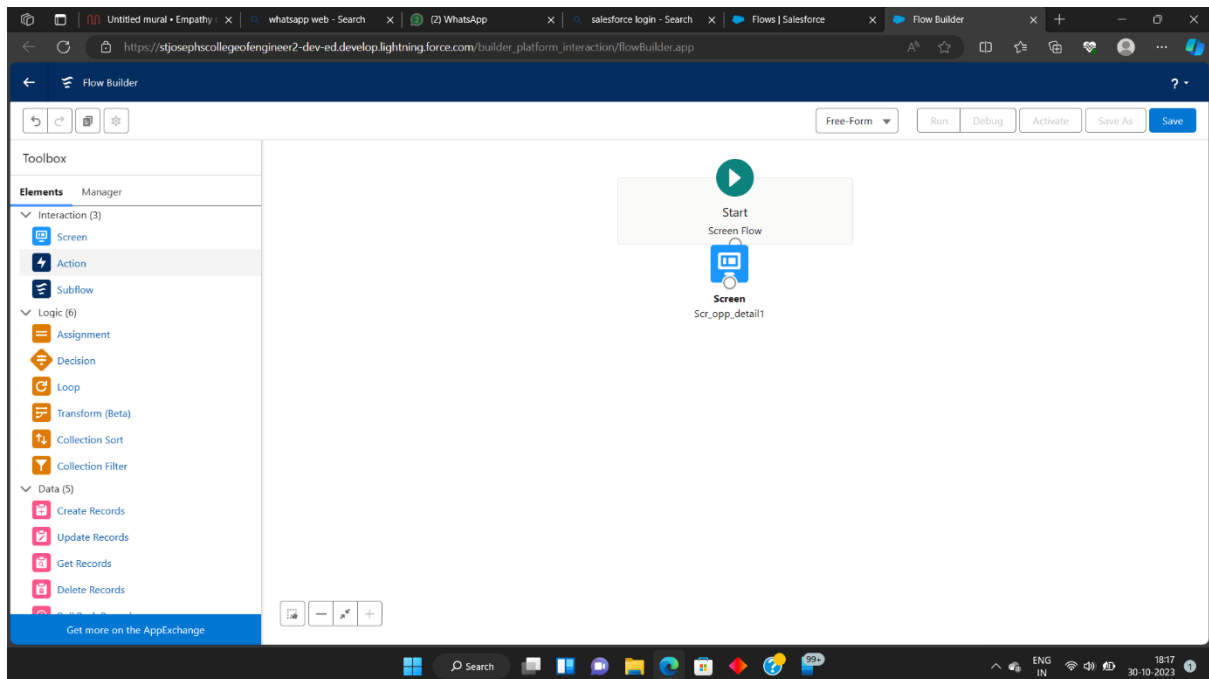 Untitled mural • Empathy
whatsapp web - Search
(2) WhatsApp
salesforce login - Search
Flows | Salesforce
Flow Builder
https://stjosephscollegeofengineer2-dev-ed.develop.lightning.force.com/builder_platform_interaction/flowBuilder.app
Flow Builder
?
Free-Form
Run
Debug
Activate
Save As
Save
Toolbox
Elements
Manager
Interaction (3)
Screen
Action
Subflow
Logic (6)
Assignment
Decision
Loop
Transform (Beta)
Collection Sort
Collection Filter
Data (5)
Create Records
Update Records
Get Records
Delete Records
Get more on the AppExchange
Start
Screen Flow
Screen
Scr_opp_detail1
Search
99+
ENG
IN
18:17
30-10-2023
1